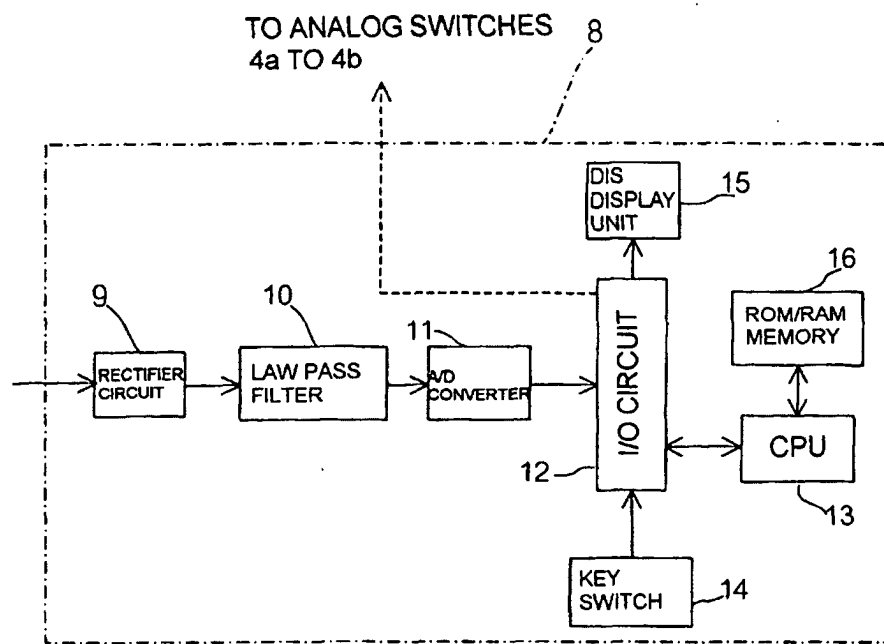 TO ANALOG SWITCHES
4a TO 4b
8
DIS
DISPLAY
UNIT
15
16
ROM/RAM
MEMORY
9
10
11
RECTIFIER
CIRCUIT
LAW PASS
FILTER
A/D
CONVERTER
I/O CIRCUIT
12
CPU
13
KEY
SWITCH
14